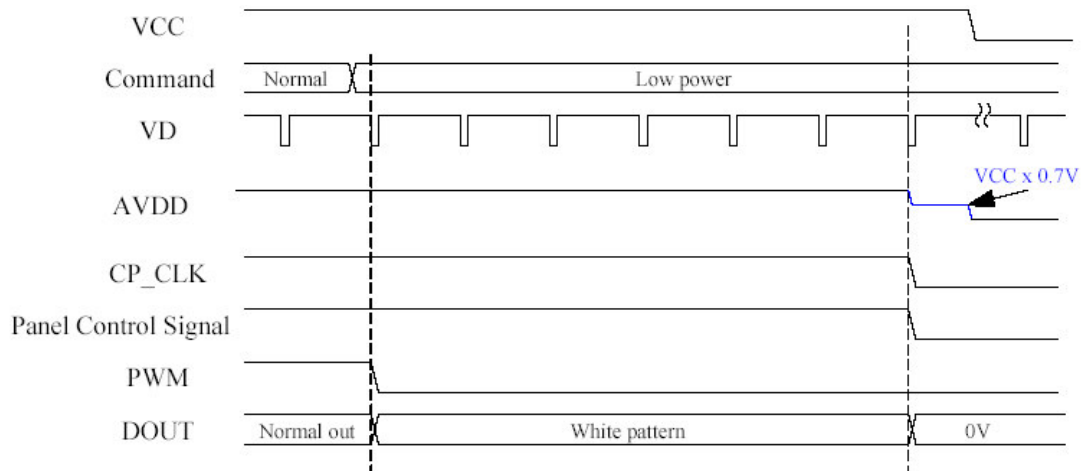 VCC
Command
Normal
Low power
VD
VCC x 0.7V
AVDD
CP_CLK
Panel Control Signal
PWM
DOUT
Normal out
White pattern
0V